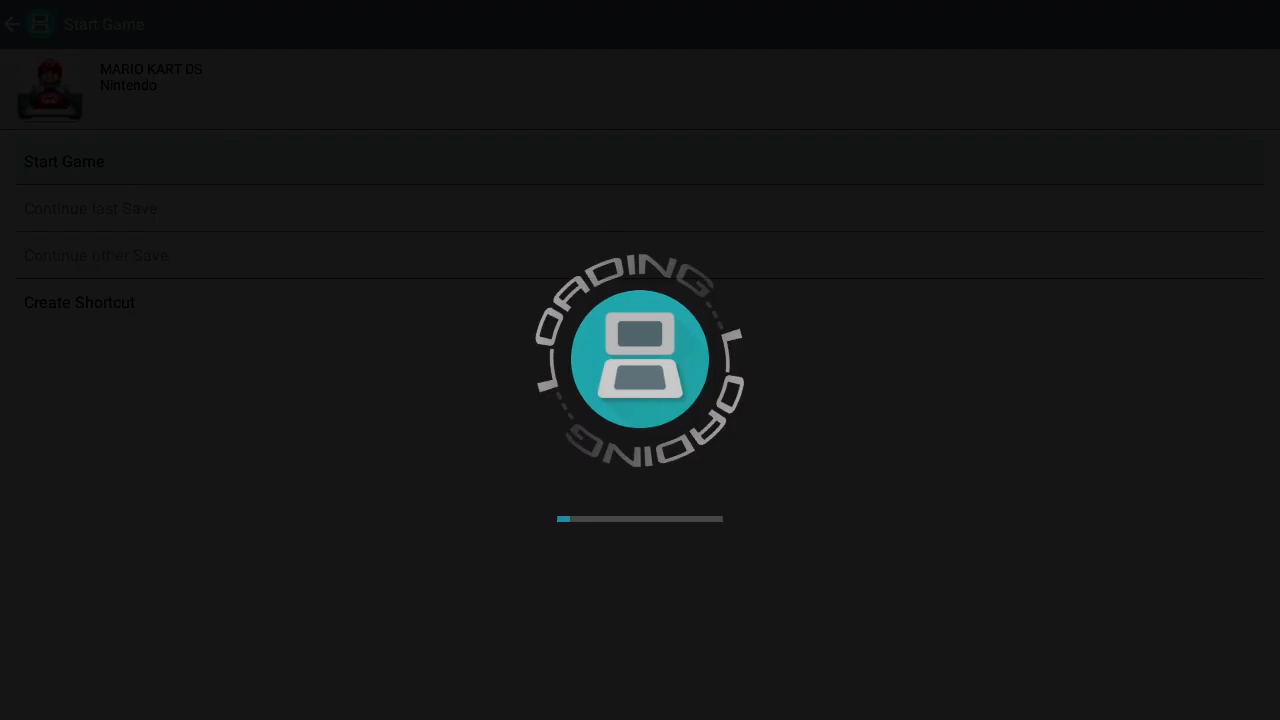 Start Game
MARIO KART DS
Nintendo
Start Game
Continue last Save
Continue other Save
Create Shortcut
LOADING...
LOADING...